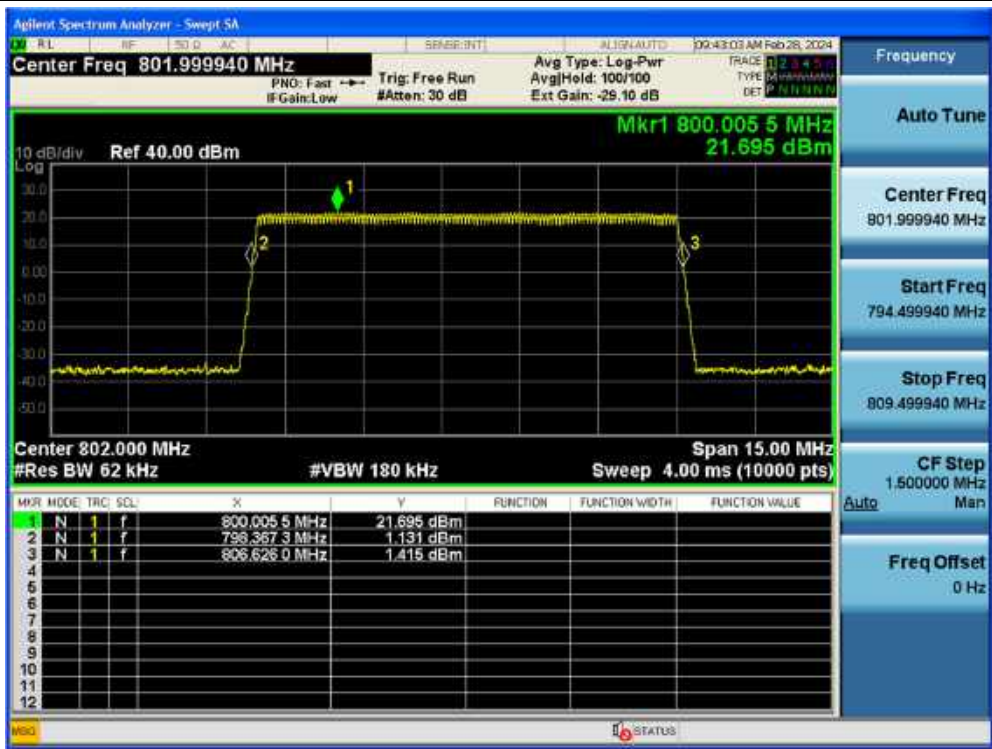 Agilent Spectrum Analyzer - Swept SA
RL RF 50 Ω AC SENSE:INT ALIGNAUTO 09:43:03 AM Feb 28, 2024
Center Freq 801.999940 MHz
PNO: Fast
IFGain:Low
Trig: Free Run
#Atten: 30 dB
Avg Type: Log-Pwr
Avg|Hold: 100/100
Ext Gain: -29.10 dB
TRACE 1 2 3 4 5 6
TYPE M
DET P N N N N N
Mkr1 800.005 5 MHz
21.695 dBm
10 dB/div Ref 40.00 dBm
Log
30.0
20.0
10.0
0.00
-10.0
-20.0
-30.0
-40.0
-50.0
1
2
3
Center 802.000 MHz Span 15.00 MHz
#Res BW 62 kHz #VBW 180 kHz Sweep 4.00 ms (10000 pts)
MKR MODE TRC SCL X Y FUNCTION FUNCTION WIDTH FUNCTION VALUE
1 N 1 f 800.005 5 MHz 21.695 dBm
2 N 1 f 798.367 3 MHz 1.131 dBm
3 N 1 f 806.626 0 MHz 1.415 dBm
4
5
6
7
8
9
10
11
12
MSG STATUS
Frequency
Auto Tune
Center Freq
801.999940 MHz
Start Freq
794.499940 MHz
Stop Freq
809.499940 MHz
CF Step
1.500000 MHz
Auto Man
Freq Offset
0 Hz